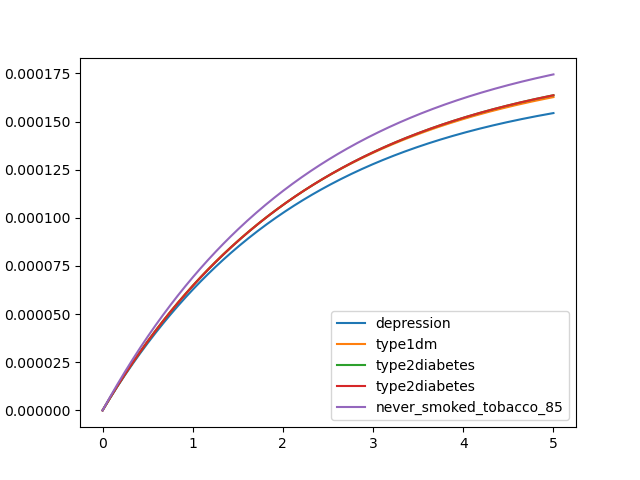 0.000175
0.000150
0.000125
0.000100
0.000075
0.000050
0.000025
0.000000
depression
type1dm
type2diabetes
type2diabetes
never_smoked_tobacco_85
0 1 2 3 4 5